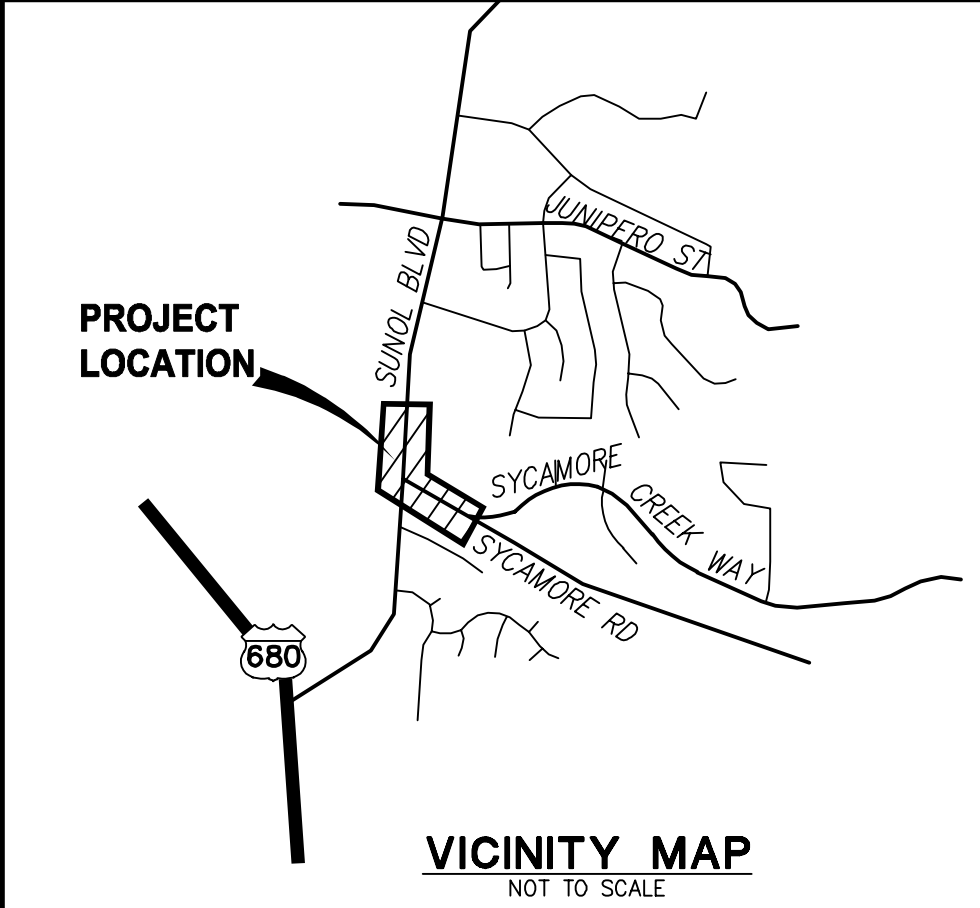 JUNIPERO ST
SUNOL BLVD
PROJECT
LOCATION
SYCAMORE
CREEK WAY
SYCAMORE RD
680
VICINITY MAP
NOT TO SCALE